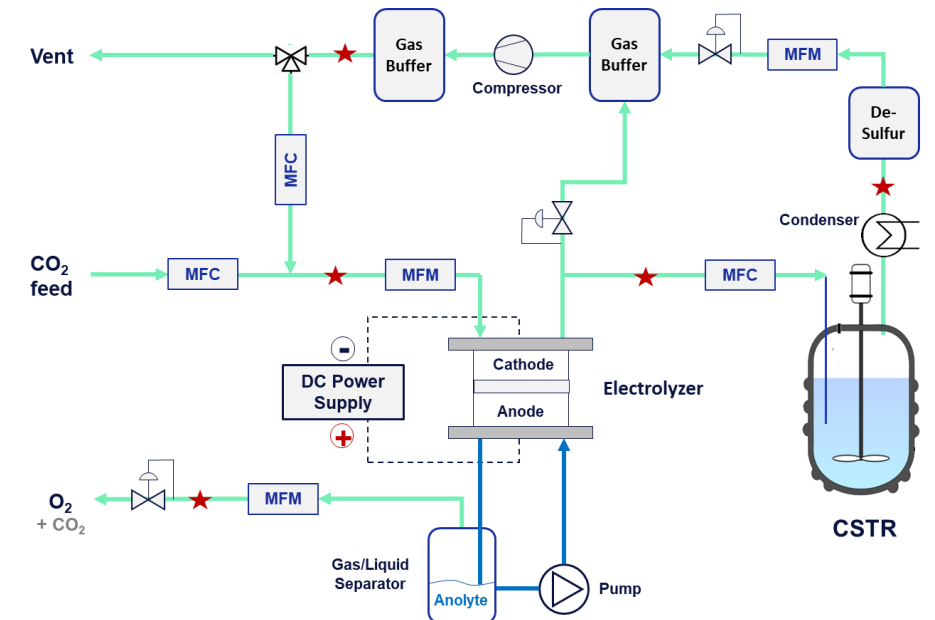 Vent
Gas
Buffer
Compressor
Gas
Buffer
MFM
De-
Sulfur
MFC
Condenser
CO₂
feed
MFC
MFM
MFC
-
DC Power
Supply
+
Cathode
Anode
Electrolyzer
O₂
+ CO₂
MFM
Gas/Liquid
Separator
Anolyte
Pump
CSTR